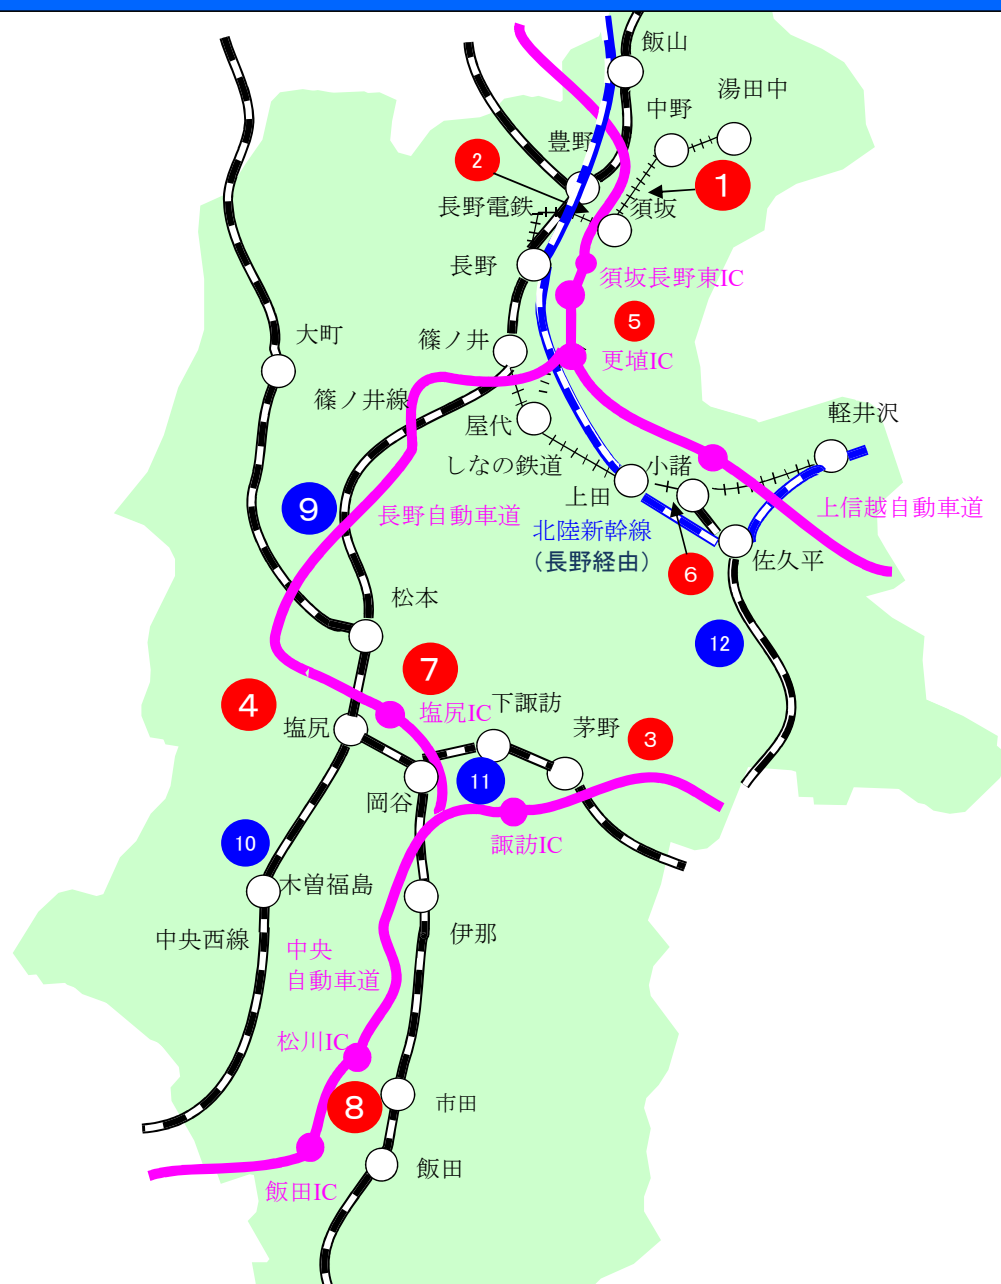 飯山
湯田中
中野
豊野
2
1
長野電鉄
須坂
長野
須坂長野東IC
5
大町
篠ノ井
更埴IC
篠ノ井線
屋代
軽井沢
しなの鉄道
小諸
上田
9
長野自動車道
北陸新幹線
(長野経由)
上信越自動車道
佐久平
6
松本
12
7
4
塩尻
塩尻IC
下諏訪
茅野
3
岡谷
11
諏訪IC
10
木曽福島
中央西線
伊那
中央
自動車道
松川IC
8
市田
飯田
飯田IC